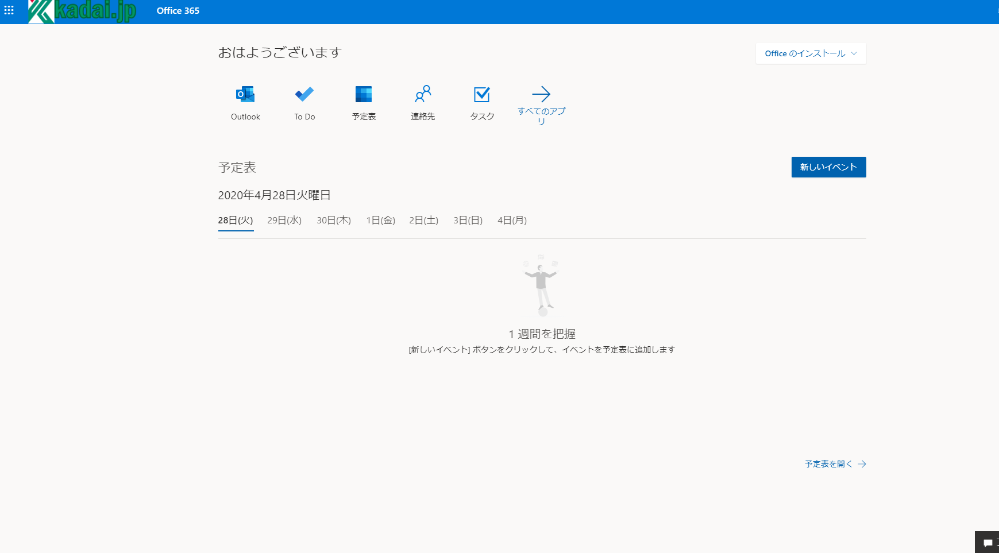 kadai.jp
Office 365
おはようございます
Office のインストール
Outlook
To Do
予定表
連絡先
タスク
すべてのアプ
リ
予定表
新しいイベント
2020年4月28日火曜日
28日(火) 29日(水) 30日(木) 1日(金) 2日(土) 3日(日) 4日(月)
1 週間を把握
[新しいイベント] ボタンをクリックして、イベントを予定表に追加します
予定表を開く